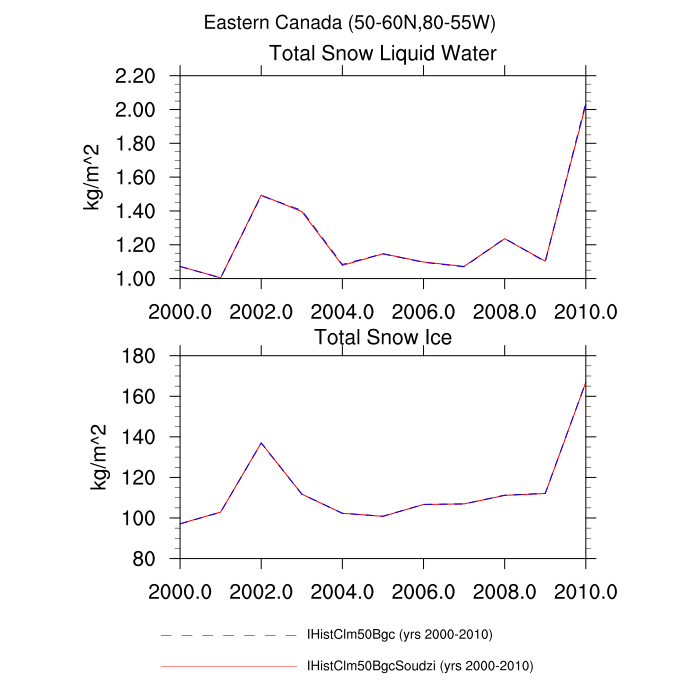 Eastern Canada (50-60N,80-55W)
Total Snow Liquid Water
2.20
2.00
1.80
1.60
1.40
1.20
1.00
kg/m^2
2000.0 2002.0 2004.0 2006.0 2008.0 2010.0
Total Snow Ice
180
160
140
120
100
80
kg/m^2
2000.0 2002.0 2004.0 2006.0 2008.0 2010.0
IHistClm50Bgc (yrs 2000-2010)
IHistClm50BgcSoudzi (yrs 2000-2010)